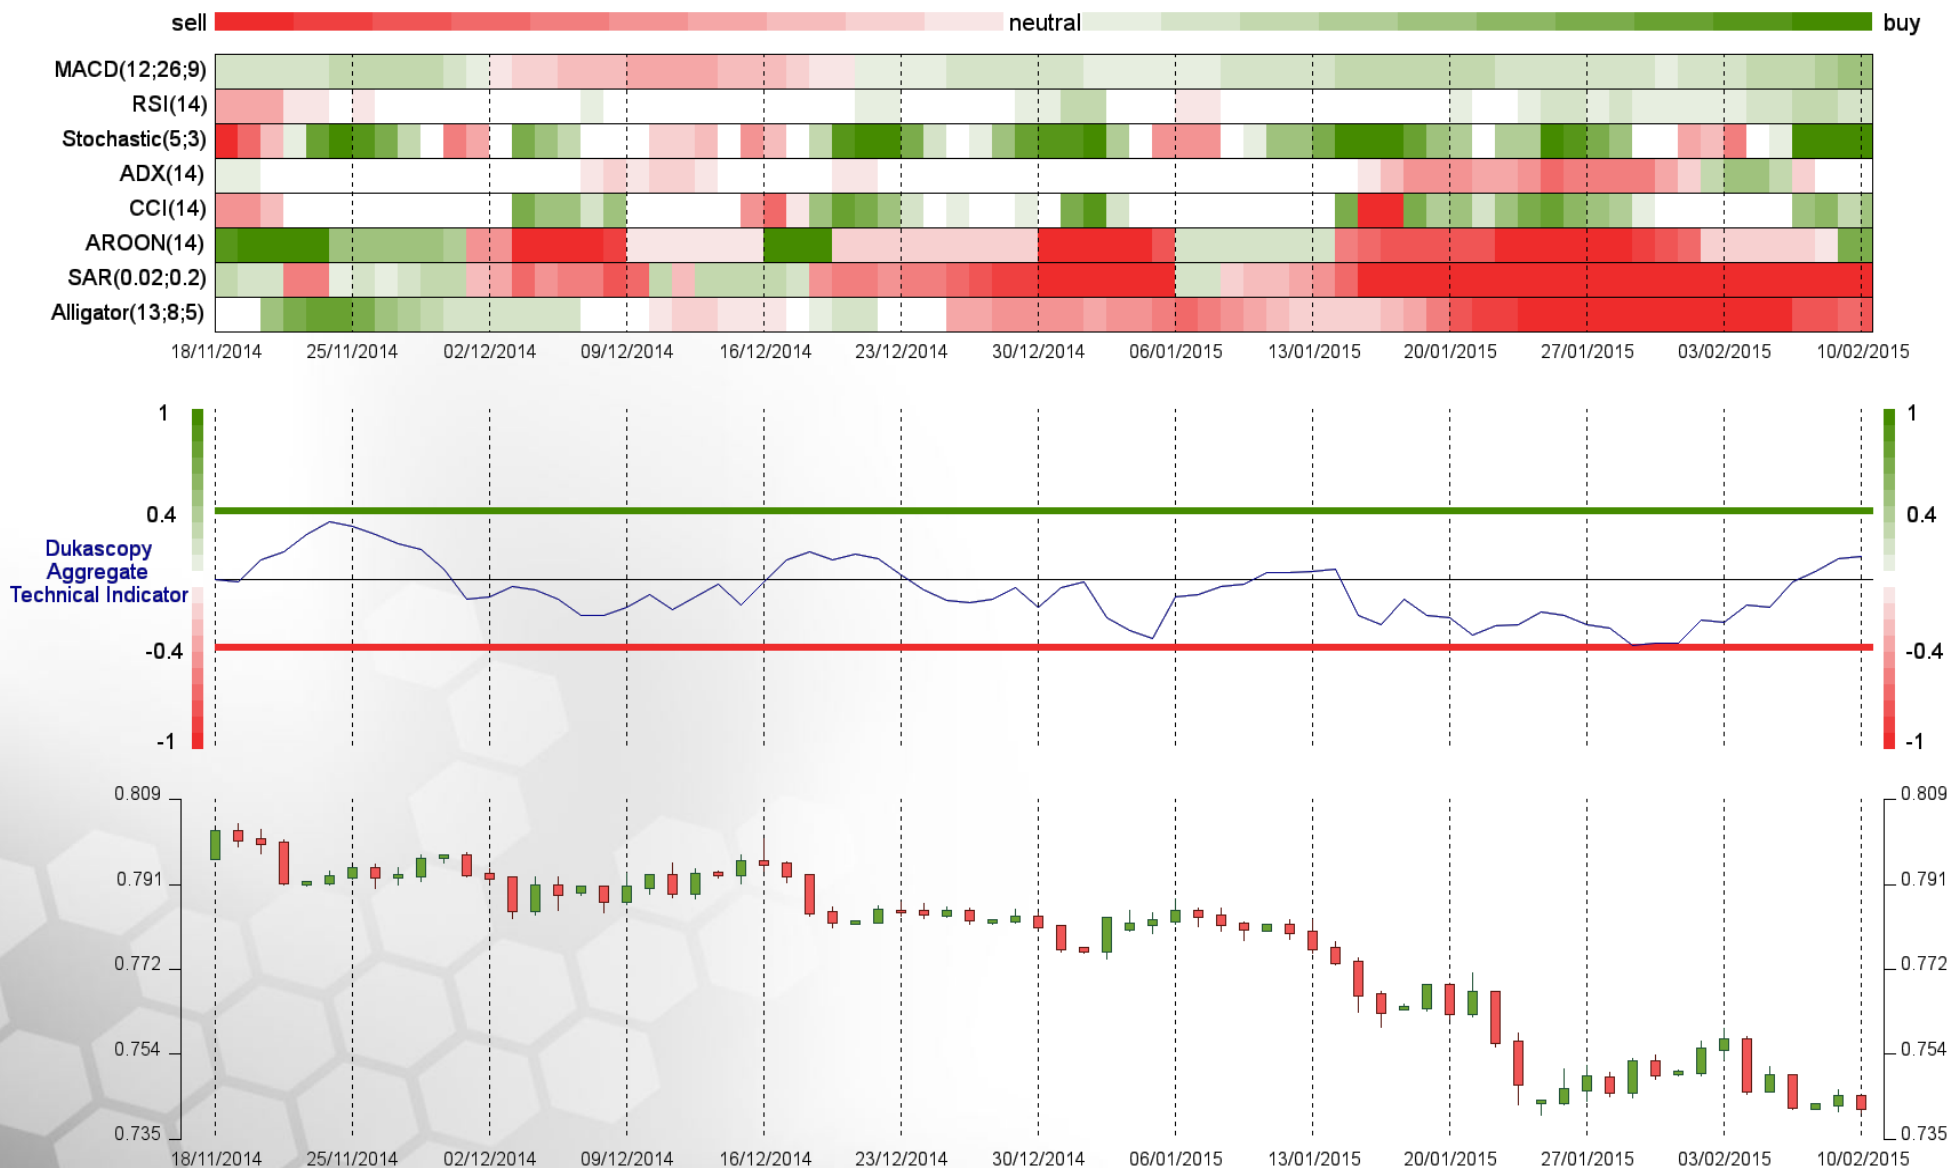 sell neutral buy
MACD(12;26;9)
RSI(14)
Stochastic(5;3)
ADX(14)
CCI(14)
AROON(14)
SAR(0.02;0.2)
Alligator(13;8;5)
18/11/2014 25/11/2014 02/12/2014 09/12/2014 16/12/2014 23/12/2014 30/12/2014 06/01/2015 13/01/2015 20/01/2015 27/01/2015 03/02/2015 10/02/2015
1 1
0.4 0.4
Dukascopy
Aggregate
Technical Indicator
-0.4 -0.4
-1 -1
0.809 0.809
0.791 0.791
0.772 0.772
0.754 0.754
0.735 0.735
18/11/2014 25/11/2014 02/12/2014 09/12/2014 16/12/2014 23/12/2014 30/12/2014 06/01/2015 13/01/2015 20/01/2015 27/01/2015 03/02/2015 10/02/2015